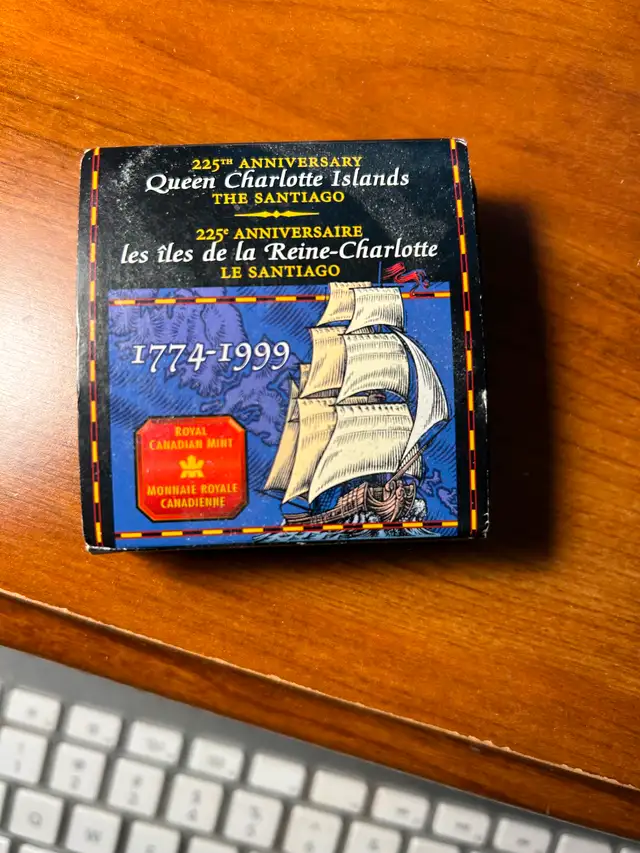 225TH ANNIVERSARY
Queen Charlotte Islands
THE SANTIAGO
225e ANNIVERSAIRE
les îles de la Reine-Charlotte
LE SANTIAGO
1774-1999
ROYAL
CANADIAN MINT
MONNAIE ROYALE
CANADIENNE